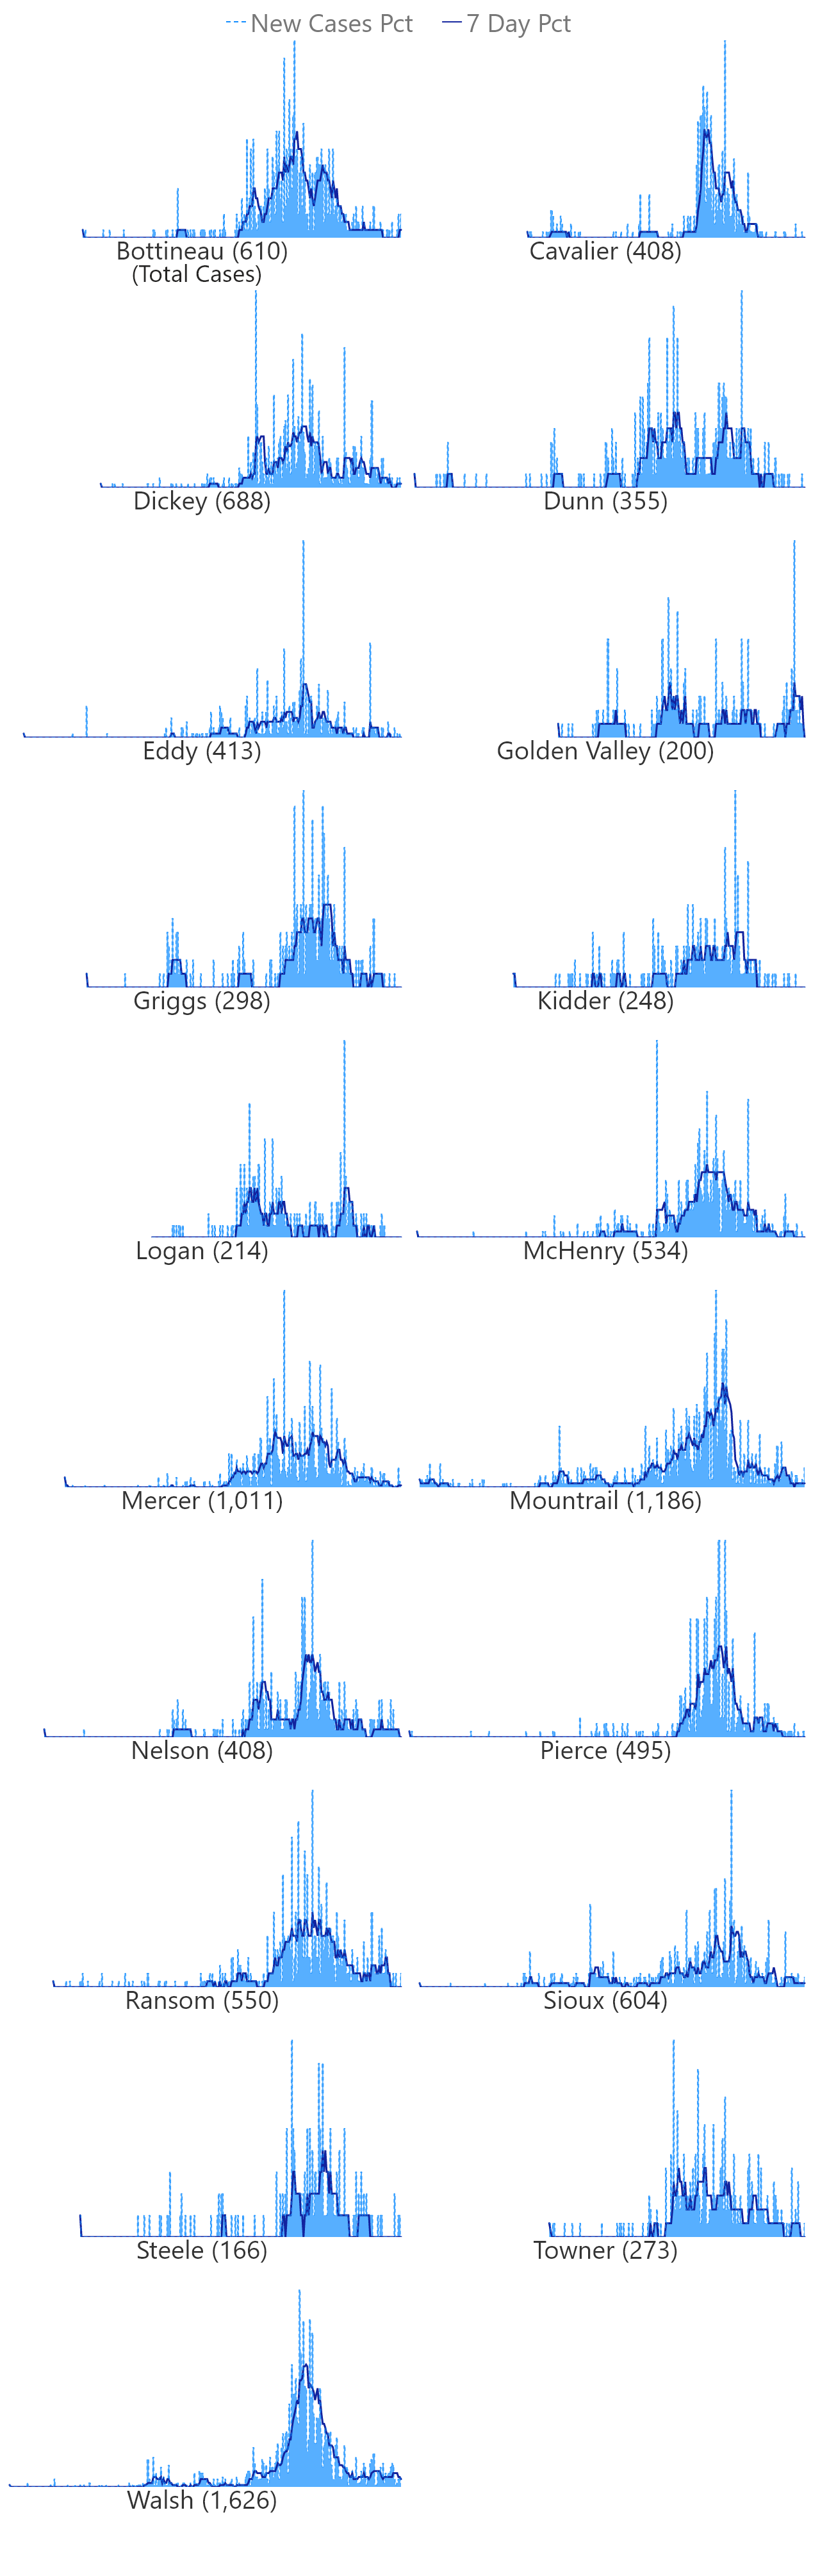 New Cases Pct 7 Day Pct
Bottineau (610) Cavalier (408)
(Total Cases)
Dickey (688) Dunn (355)
Eddy (413) Golden Valley (200)
Griggs (298) Kidder (248)
Logan (214) McHenry (534)
Mercer (1,011) Mountrail (1,186)
Nelson (408) Pierce (495)
Ransom (550) Sioux (604)
Steele (166) Towner (273)
Walsh (1,626)